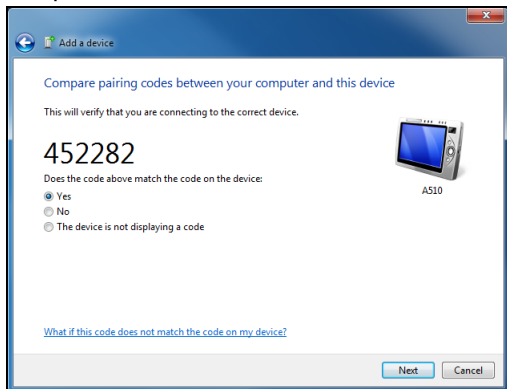 Add a device
Compare pairing codes between your computer and this device
This will verify that you are connecting to the correct device.
452282
Does the code above match the code on the device:
Yes
No
The device is not displaying a code
A510
What if this code does not match the code on my device?
Next Cancel